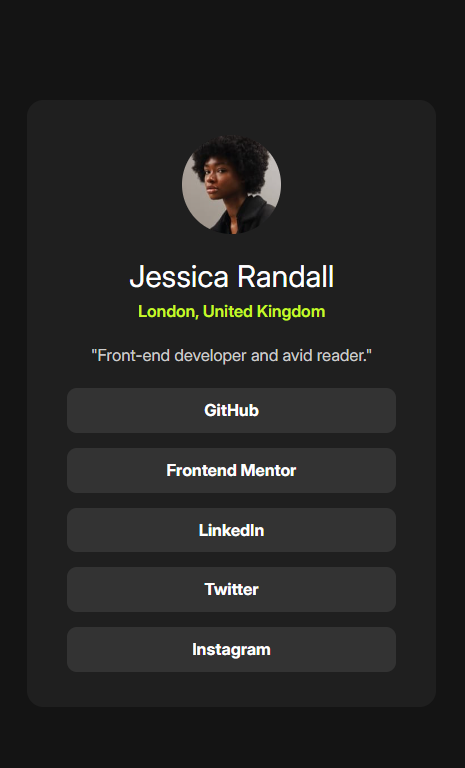 Jessica Randall
London, United Kingdom
"Front-end developer and avid reader."
GitHub
Frontend Mentor
LinkedIn
Twitter
Instagram